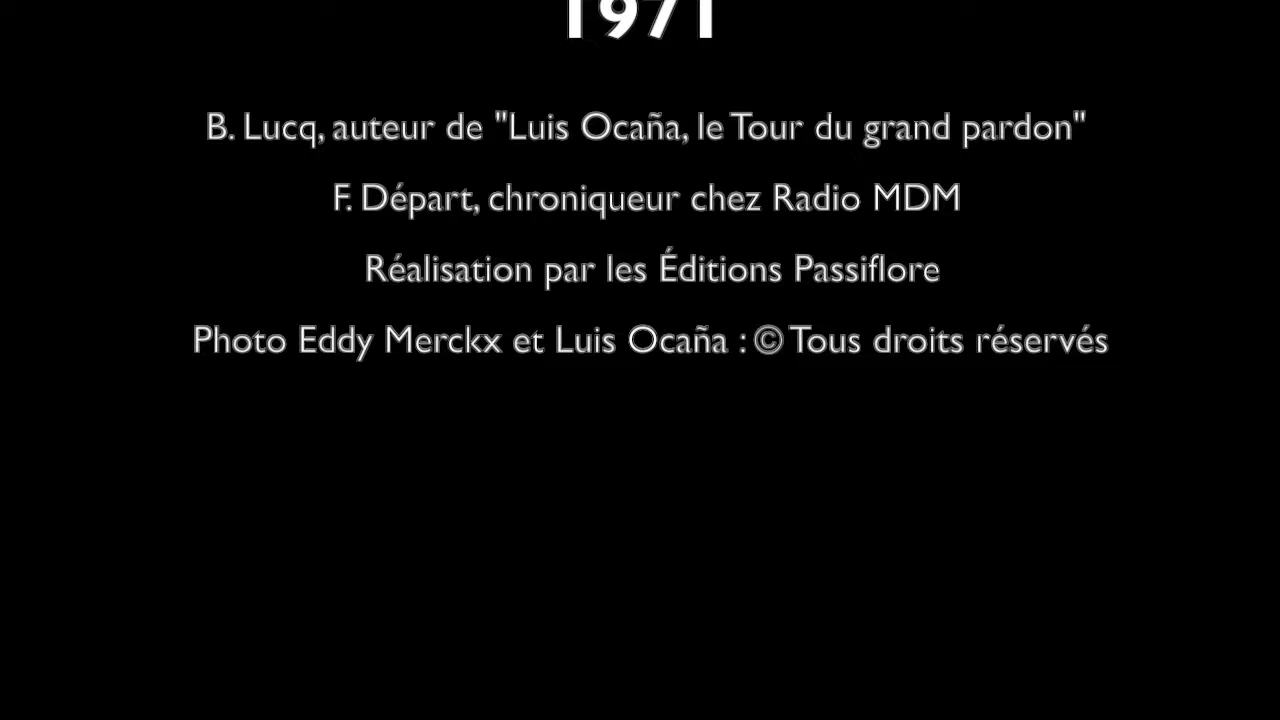 1971
B. Lucq, auteur de "Luis Ocaña, le Tour du grand pardon"
F. Départ, chroniqueur chez Radio MDM
Réalisation par les Éditions Passiflore
Photo Eddy Merckx et Luis Ocaña : © Tous droits réservés